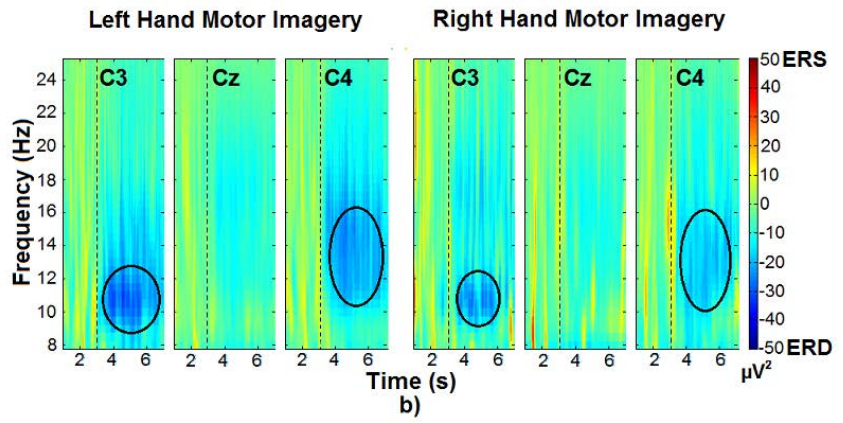 Left Hand Motor Imagery
Right Hand Motor Imagery
C3
Cz
C4
C3
Cz
C4
Frequency (Hz)
24
22
20
18
16
14
12
10
8
2 4 6
2 4 6
2 4 6
2 4 6
2 4 6
2 4 6
50 ERS
40
30
20
10
0
-10
-20
-30
-40
-50 ERD
µV²
Time (s)
b)